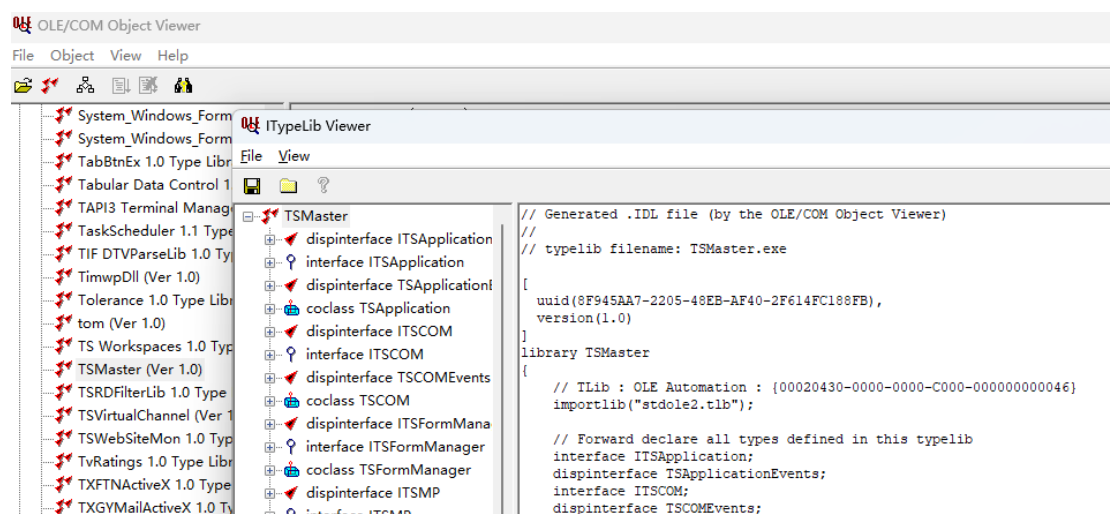 OLE/COM Object Viewer
File Object View Help
System_Windows_Form
System_Windows_Form
TabBtnEx 1.0 Type Libr
Tabular Data Control 1
TAPI3 Terminal Manag
TaskScheduler 1.1 Type
TIF DTVParseLib 1.0 Ty
TimwpDll (Ver 1.0)
Tolerance 1.0 Type Libr
tom (Ver 1.0)
TS Workspaces 1.0 Typ
TSMaster (Ver 1.0)
TSRDFilterLib 1.0 Type
TSVirtualChannel (Ver 1
TSWebSiteMon 1.0 Typ
TvRatings 1.0 Type Libr
TXFTNActiveX 1.0 Type
TXGYMailActiveX 1.0 Ty
ITypeLib Viewer
File View
TSMaster
dispinterface ITSApplication
interface ITSApplication
dispinterface TSApplicationE
coclass TSApplication
dispinterface ITSCOM
interface ITSCOM
dispinterface TSCOMEvents
coclass TSCOM
dispinterface ITSFormMana
interface ITSFormManager
coclass TSFormManager
dispinterface ITSMP
interface ITSMP
// Generated .IDL file (by the OLE/COM Object Viewer)
//
// typelib filename: TSMaster.exe
[
uuid(8F945AA7-2205-48EB-AF40-2F614FC188FB),
version(1.0)
]
library TSMaster
{
// TLib : OLE Automation : {00020430-0000-0000-C000-000000000046}
importlib("stdole2.tlb");
// Forward declare all types defined in this typelib
interface ITSApplication;
dispinterface TSApplicationEvents;
interface ITSCOM;
dispinterface TSCOMEvents;